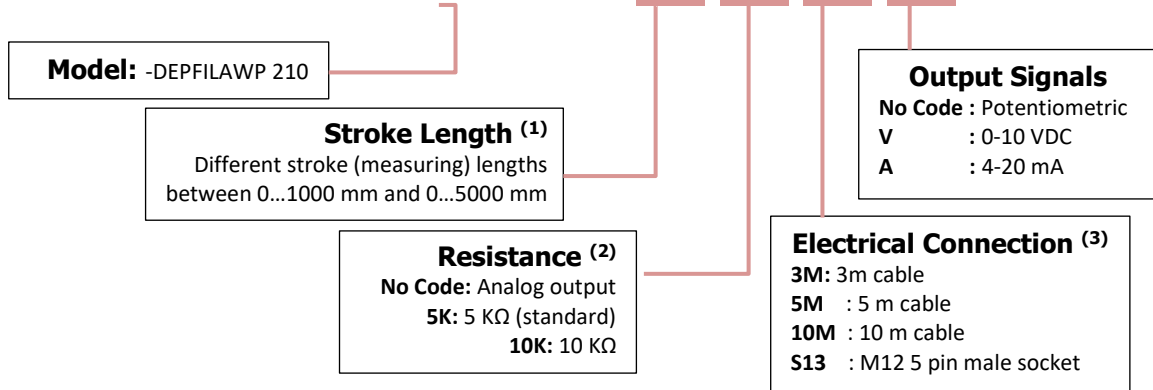 Model: -DEPFILAWP 210
Stroke Length (1)
Different stroke (measuring) lengths
between 0...1000 mm and 0...5000 mm
Resistance (2)
No Code: Analog output
5K: 5 KΩ (standard)
10K: 10 KΩ
Output Signals
No Code : Potentiometric
V : 0-10 VDC
A : 4-20 mA
Electrical Connection (3)
3M: 3m cable
5M : 5 m cable
10M : 10 m cable
S13 : M12 5 pin male socket